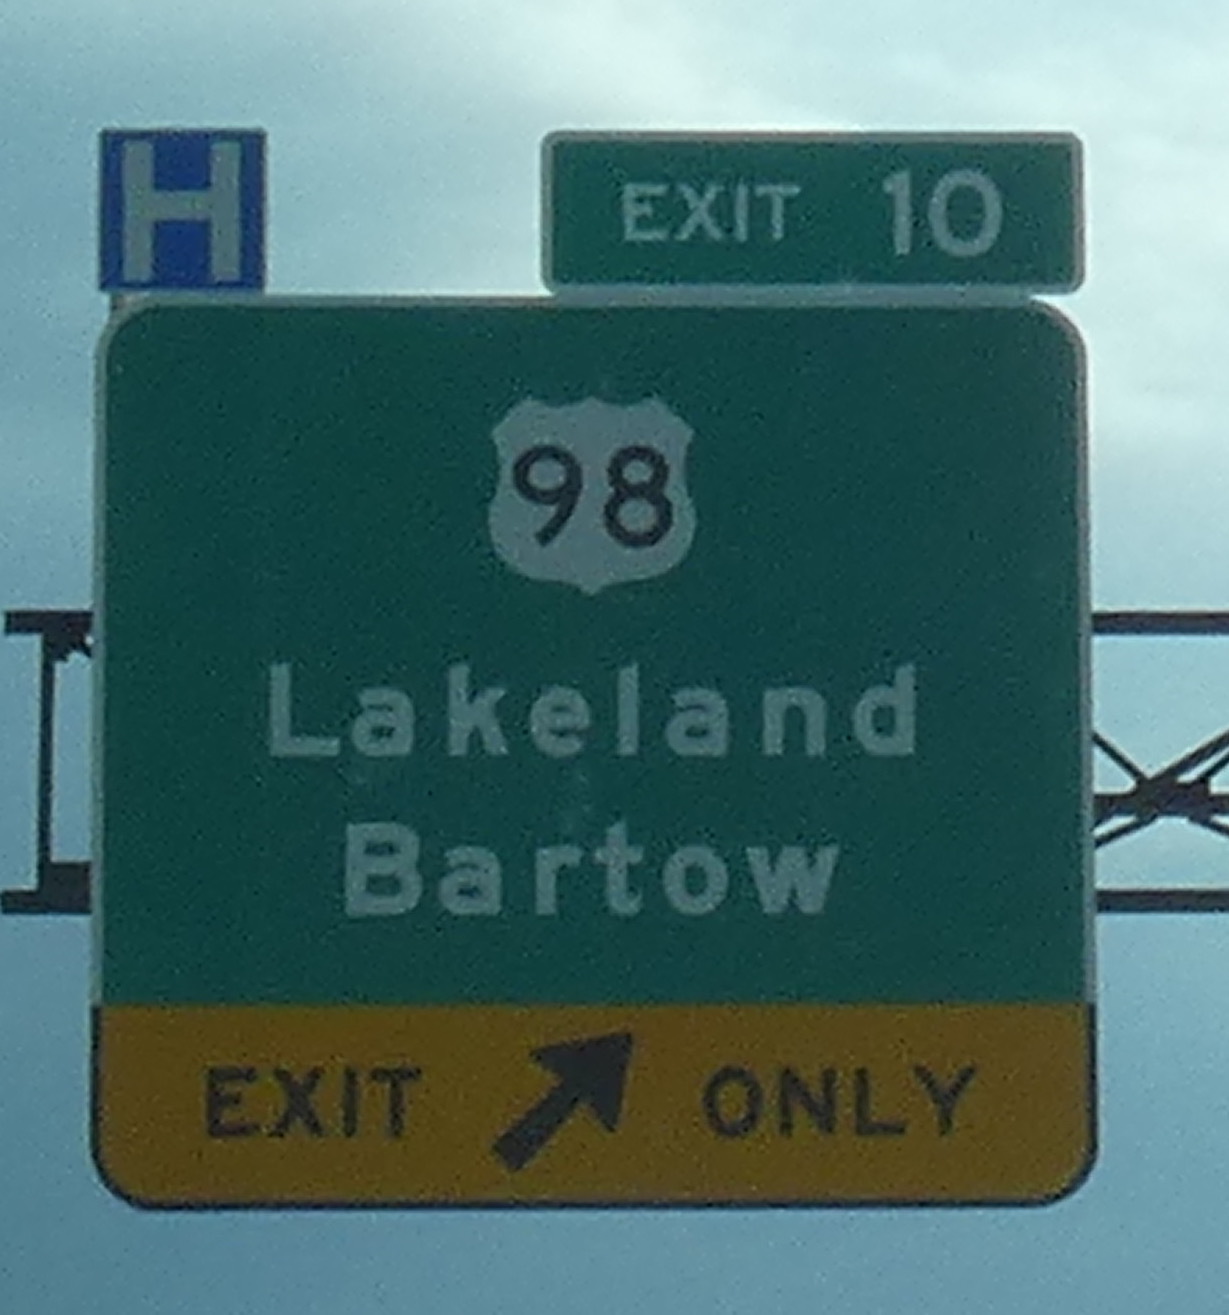 H
EXIT 10
98
Lakeland
Bartow
EXIT ONLY